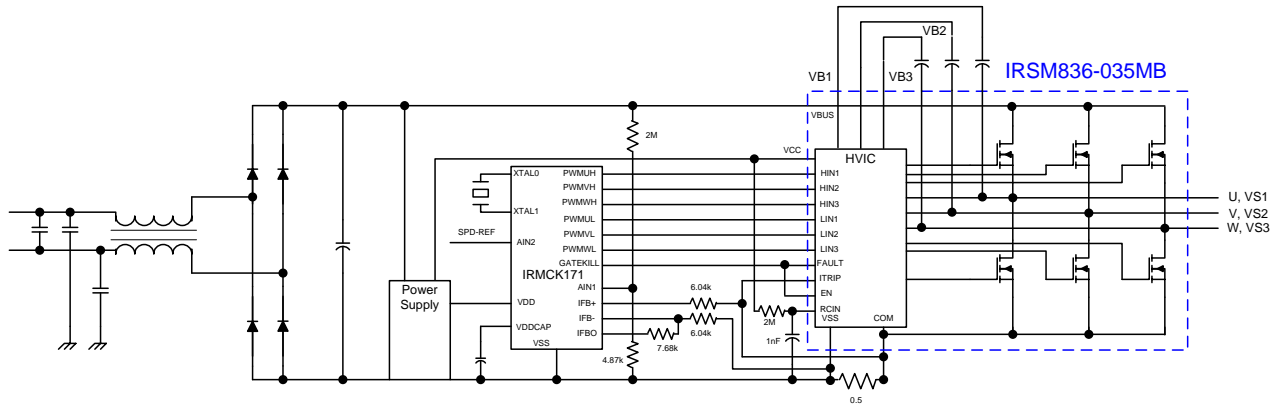 VB2
VB1
VB3
IRSM836-035MB
VBUS
2M
VCC
HVIC
XTAL0
XTAL1
SPD-REF
AIN2
IRMCK171
VDD
VDDCAP
VSS
PWMUH
PWMVH
PWMWH
PWMUL
PWMVL
PWMWL
GATEKILL
AIN1
IFB+
IFB-
IFBO
HIN1
HIN2
HIN3
LIN1
LIN2
LIN3
FAULT
ITRIP
EN
RCIN
VSS
COM
U, VS1
V, VS2
W, VS3
Power
Supply
6.04k
6.04k
7.68k
4.87k
2M
1nF
0.5